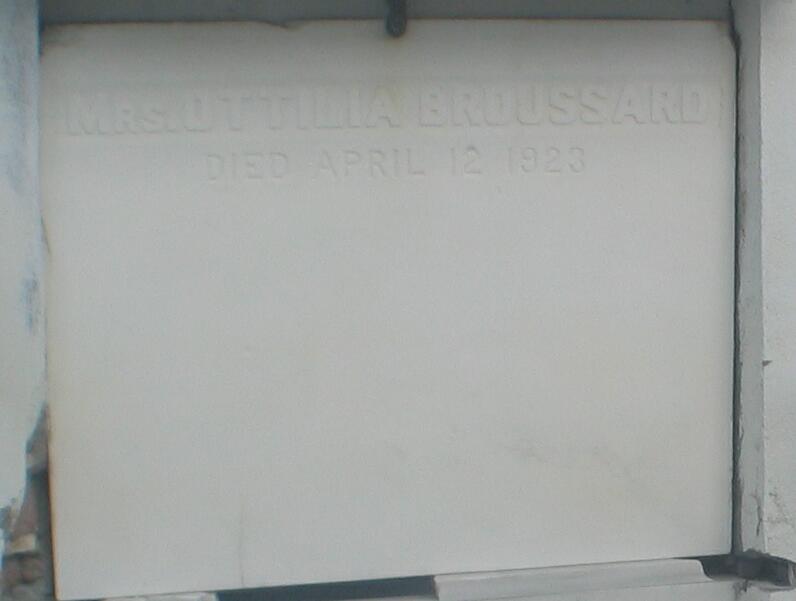 MRS. OTTILIA BROUSSARD
DIED APRIL 12 1923